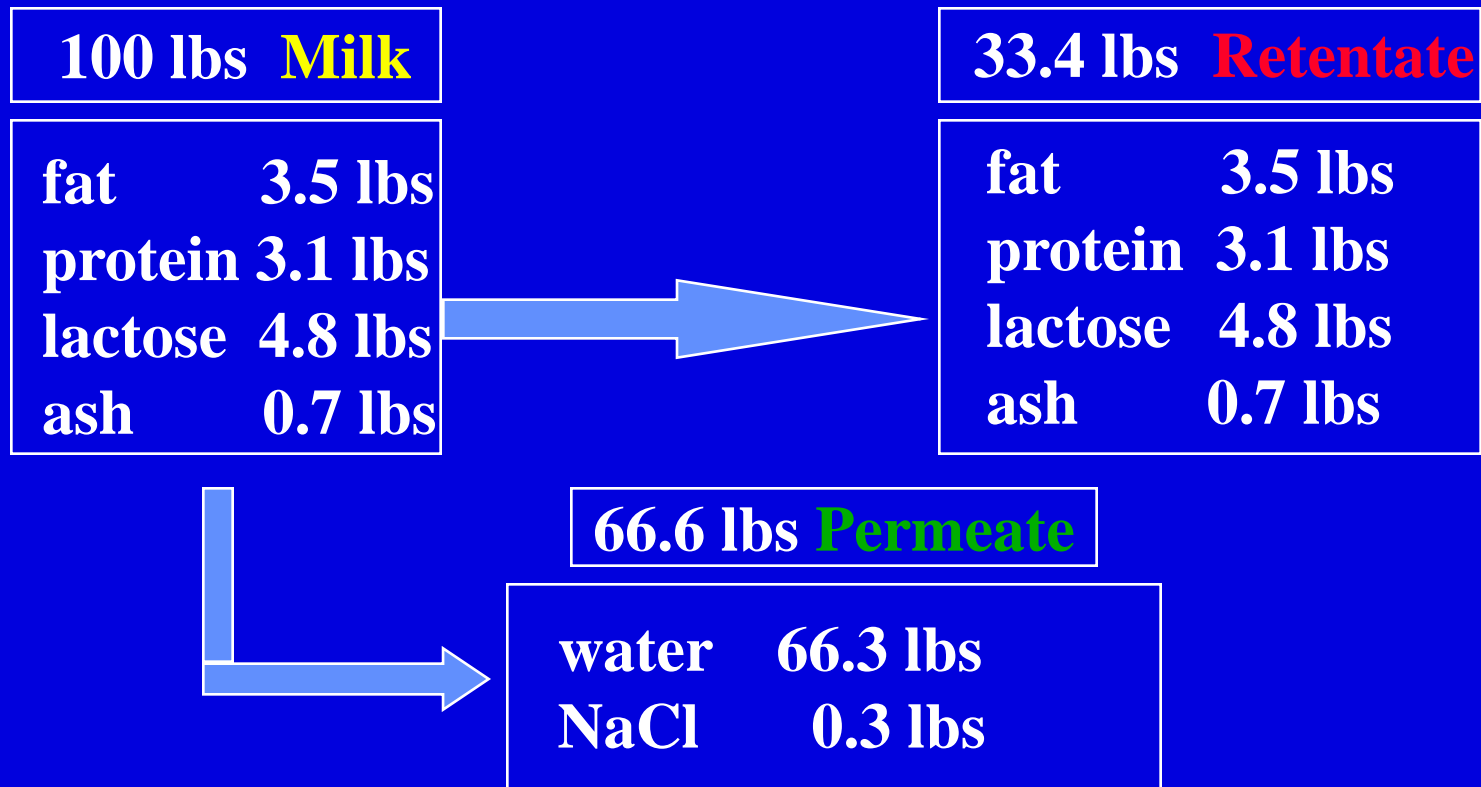 100 lbs Milk
fat 3.5 lbs
protein 3.1 lbs
lactose 4.8 lbs
ash 0.7 lbs
33.4 lbs Retentate
fat 3.5 lbs
protein 3.1 lbs
lactose 4.8 lbs
ash 0.7 lbs
66.6 lbs Permeate
water 66.3 lbs
NaCl 0.3 lbs